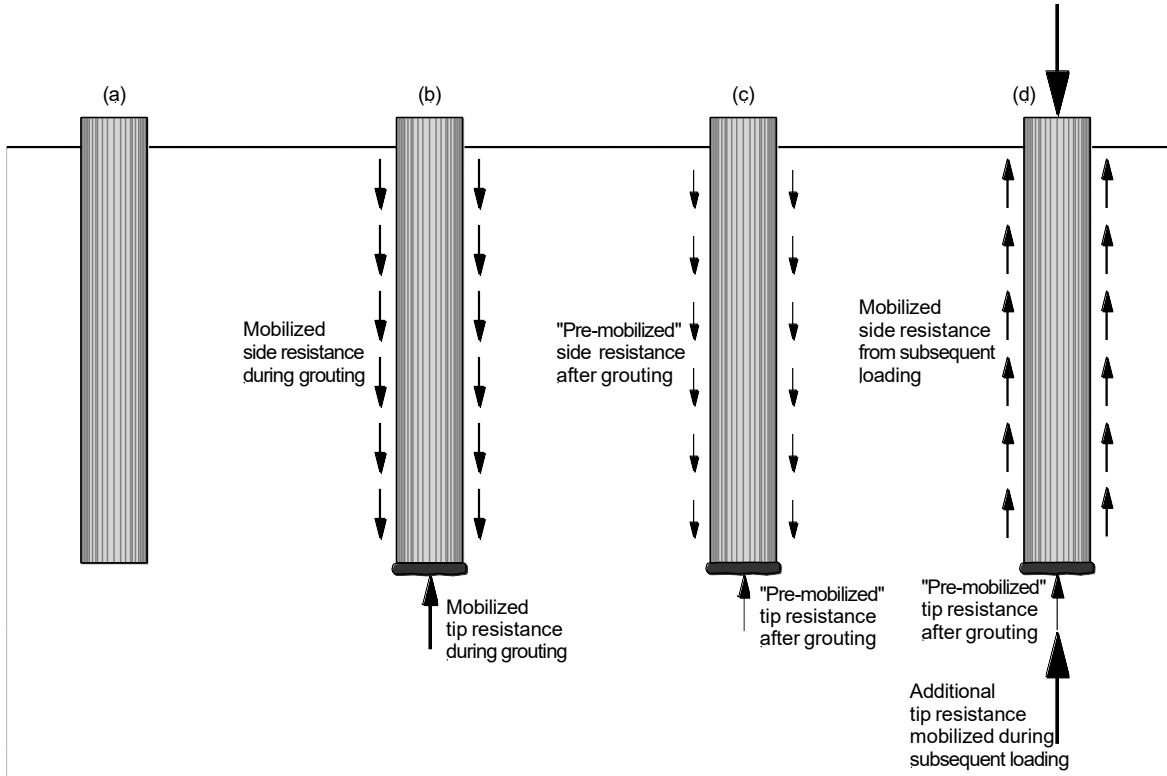 (a)
(b)
(c)
(d)
Mobilized
side resistance
during grouting
"Pre-mobilized"
side resistance
after grouting
Mobilized
side resistance
from subsequent
loading
Mobilized
tip resistance
during grouting
"Pre-mobilized"
tip resistance
after grouting
"Pre-mobilized"
tip resistance
after grouting
Additional
tip resistance
mobilized during
subsequent loading